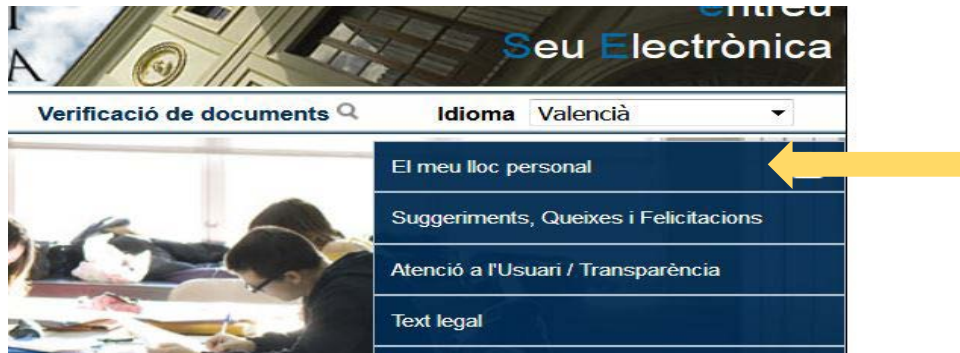 entreu
Seu Electrònica
Verificació de documents
Idioma Valencià
El meu lloc personal
Suggeriments, Queixes i Felicitacions
Atenció a l'Usuari / Transparència
Text legal